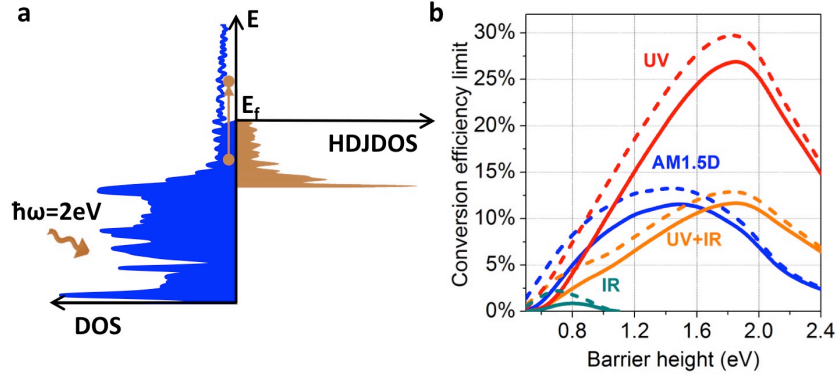 a
E
E_f
HDJDOS
ħω=2eV
DOS
b
Conversion efficiency limit
30%
25%
20%
15%
10%
5%
0%
UV
AM1.5D
UV+IR
IR
0.8 1.2 1.6 2.0 2.4
Barrier height (eV)